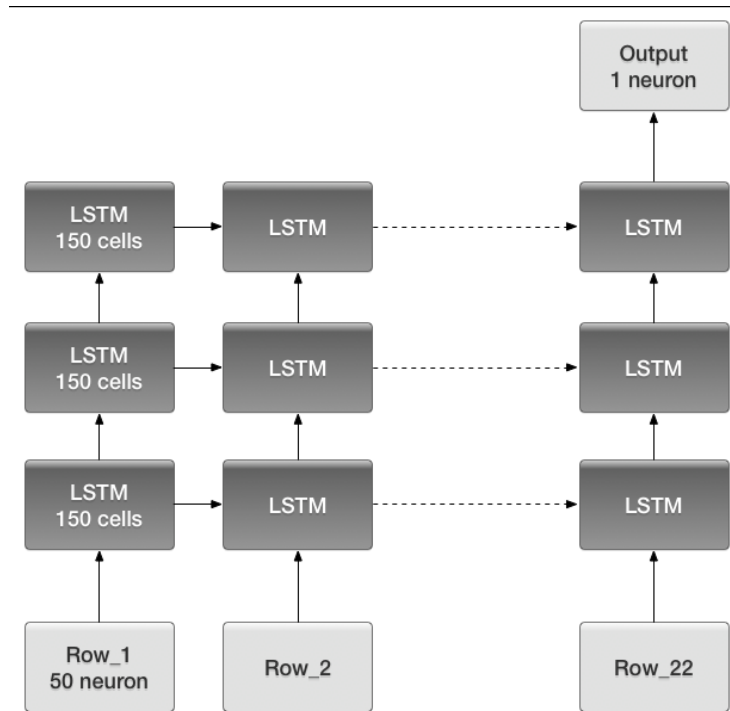 Output
1 neuron
LSTM
150 cells
LSTM
LSTM
LSTM
150 cells
LSTM
LSTM
LSTM
150 cells
LSTM
LSTM
Row_1
50 neuron
Row_2
Row_22